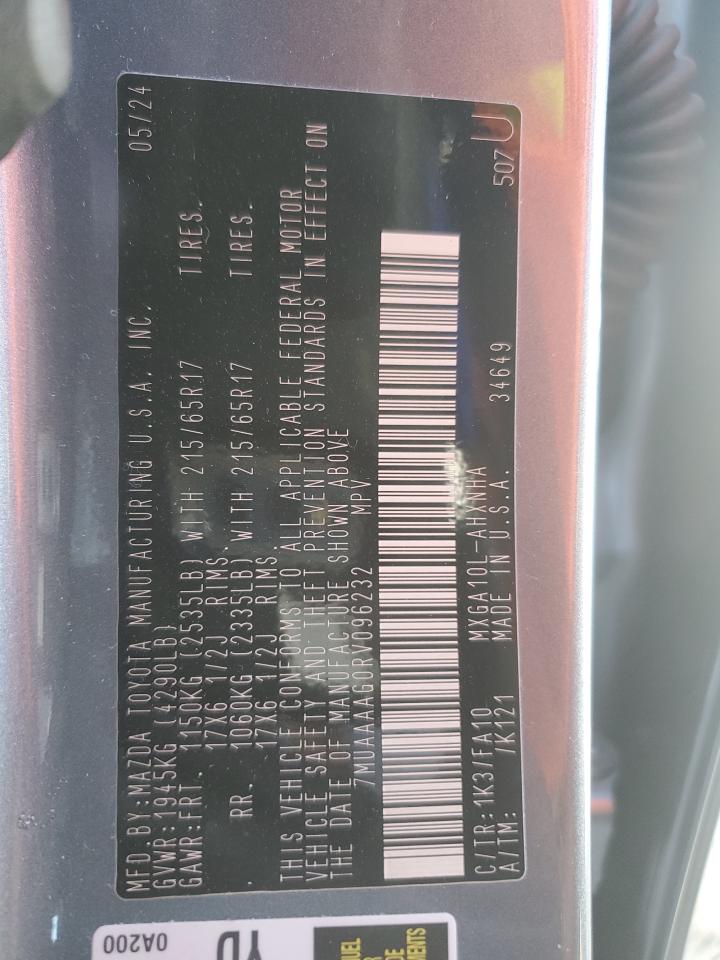 MFD.BY:MAZDA TOYOTA MANUFACTURING U.S.A. INC. 05/24
GVWR:1945KG (4290LB)
GAWR:FRT. 1150KG (2535LB) WITH 215/65R17 TIRES,
17X6 1/2J RIMS,
RR. 1060KG (2335LB) WITH 215/65R17 TIRES,
17X6 1/2J RIMS.
THIS VEHICLE CONFORMS TO ALL APPLICABLE FEDERAL MOTOR
VEHICLE SAFETY AND THEFT PREVENTION STANDARDS IN EFFECT ON
THE DATE OF MANUFACTURE SHOWN ABOVE
7MUAAAAG0RV096232 MPV
C/TR:1K3/FA10 MXGA10L-AHXNHA
A/TM: /K121 MADE IN U.S.A. 34649 507 U
0A200
YD